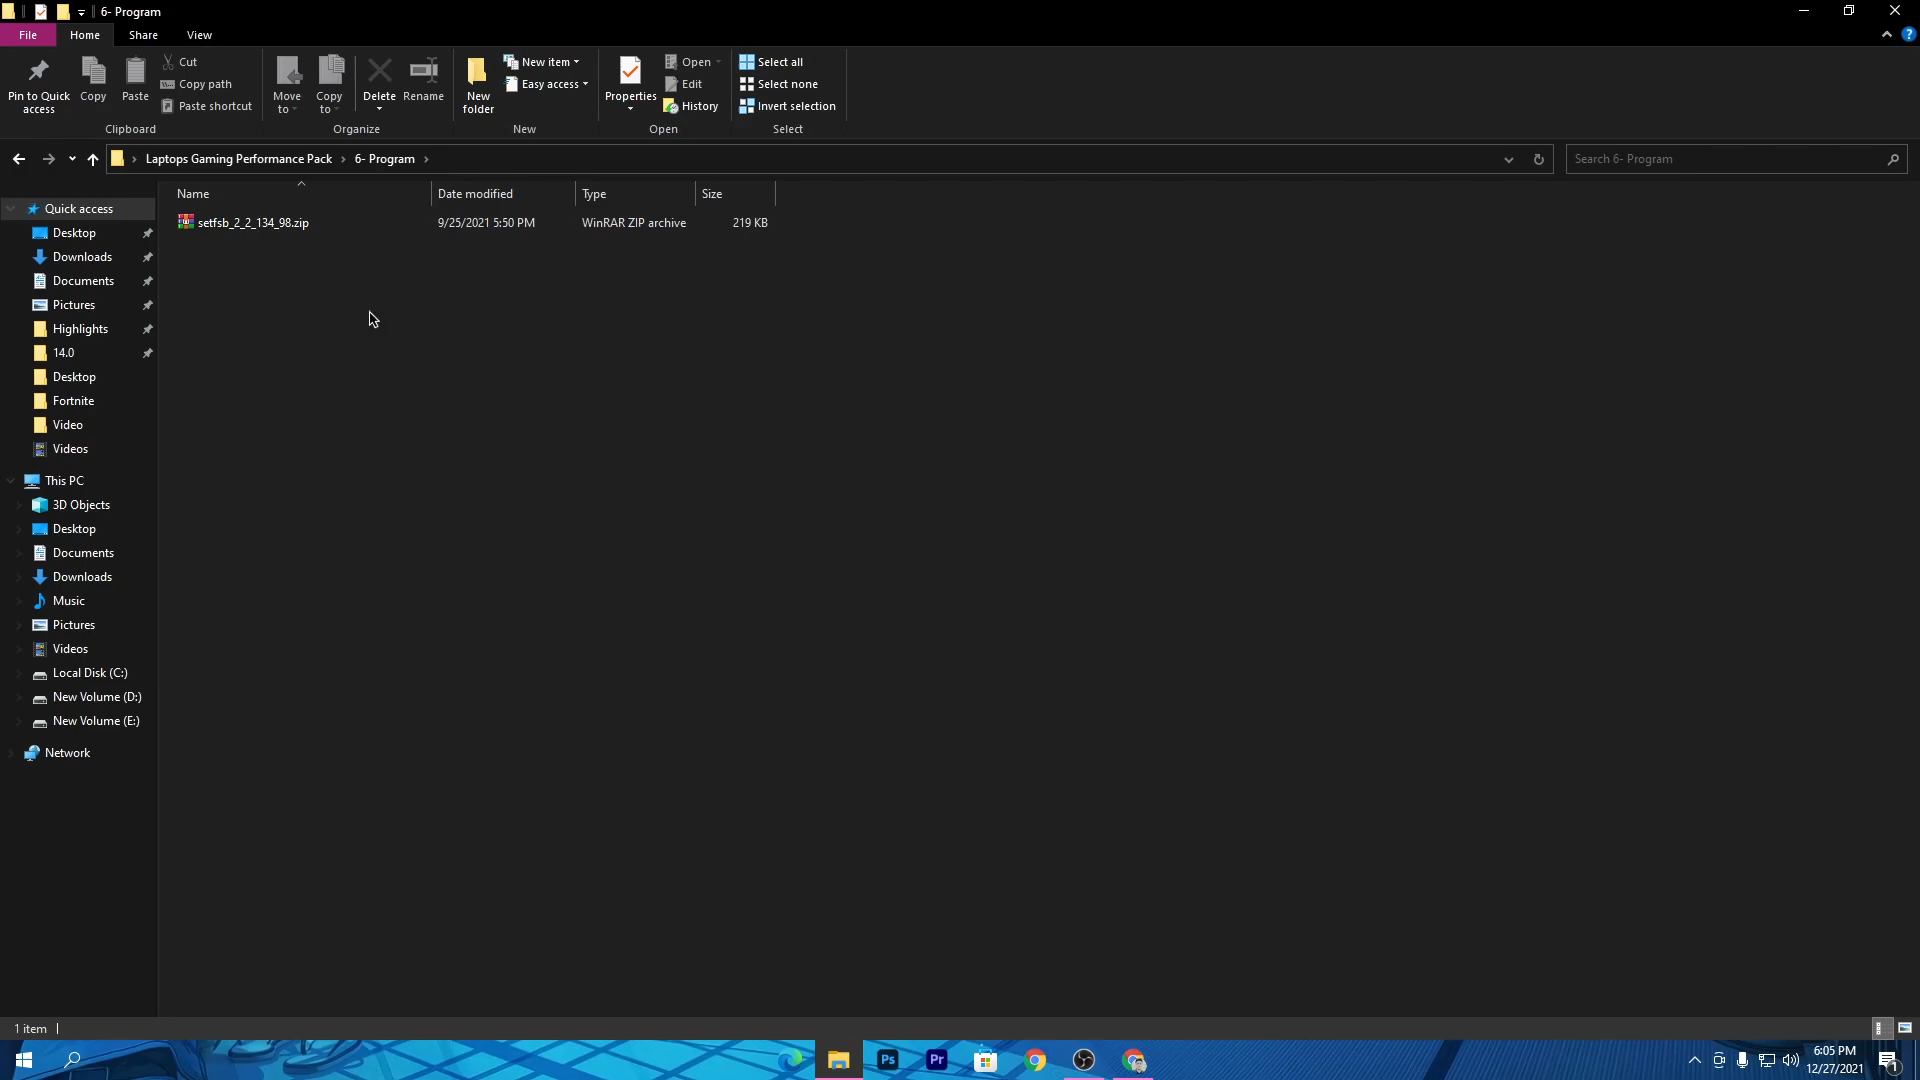 6- Program
File Home Share View
Pin to Quick access
Copy
Paste
Cut
Copy path
Paste shortcut
Clipboard
Move to
Copy to
Delete
Rename
Organize
New folder
New item
Easy access
New
Properties
Open
Edit
History
Open
Select all
Select none
Invert selection
Select
Laptops Gaming Performance Pack > 6- Program >
Search 6- Program
Name Date modified Type Size
setfsb_2_2_134_98.zip 9/25/2021 5:50 PM WinRAR ZIP archive 219 KB
Quick access
Desktop
Downloads
Documents
Pictures
Highlights
14.0
Desktop
Fortnite
Video
Videos
This PC
3D Objects
Desktop
Documents
Downloads
Music
Pictures
Videos
Local Disk (C:)
New Volume (D:)
New Volume (E:)
Network
1 item
Ps
Pr
6:05 PM
12/27/2021
1